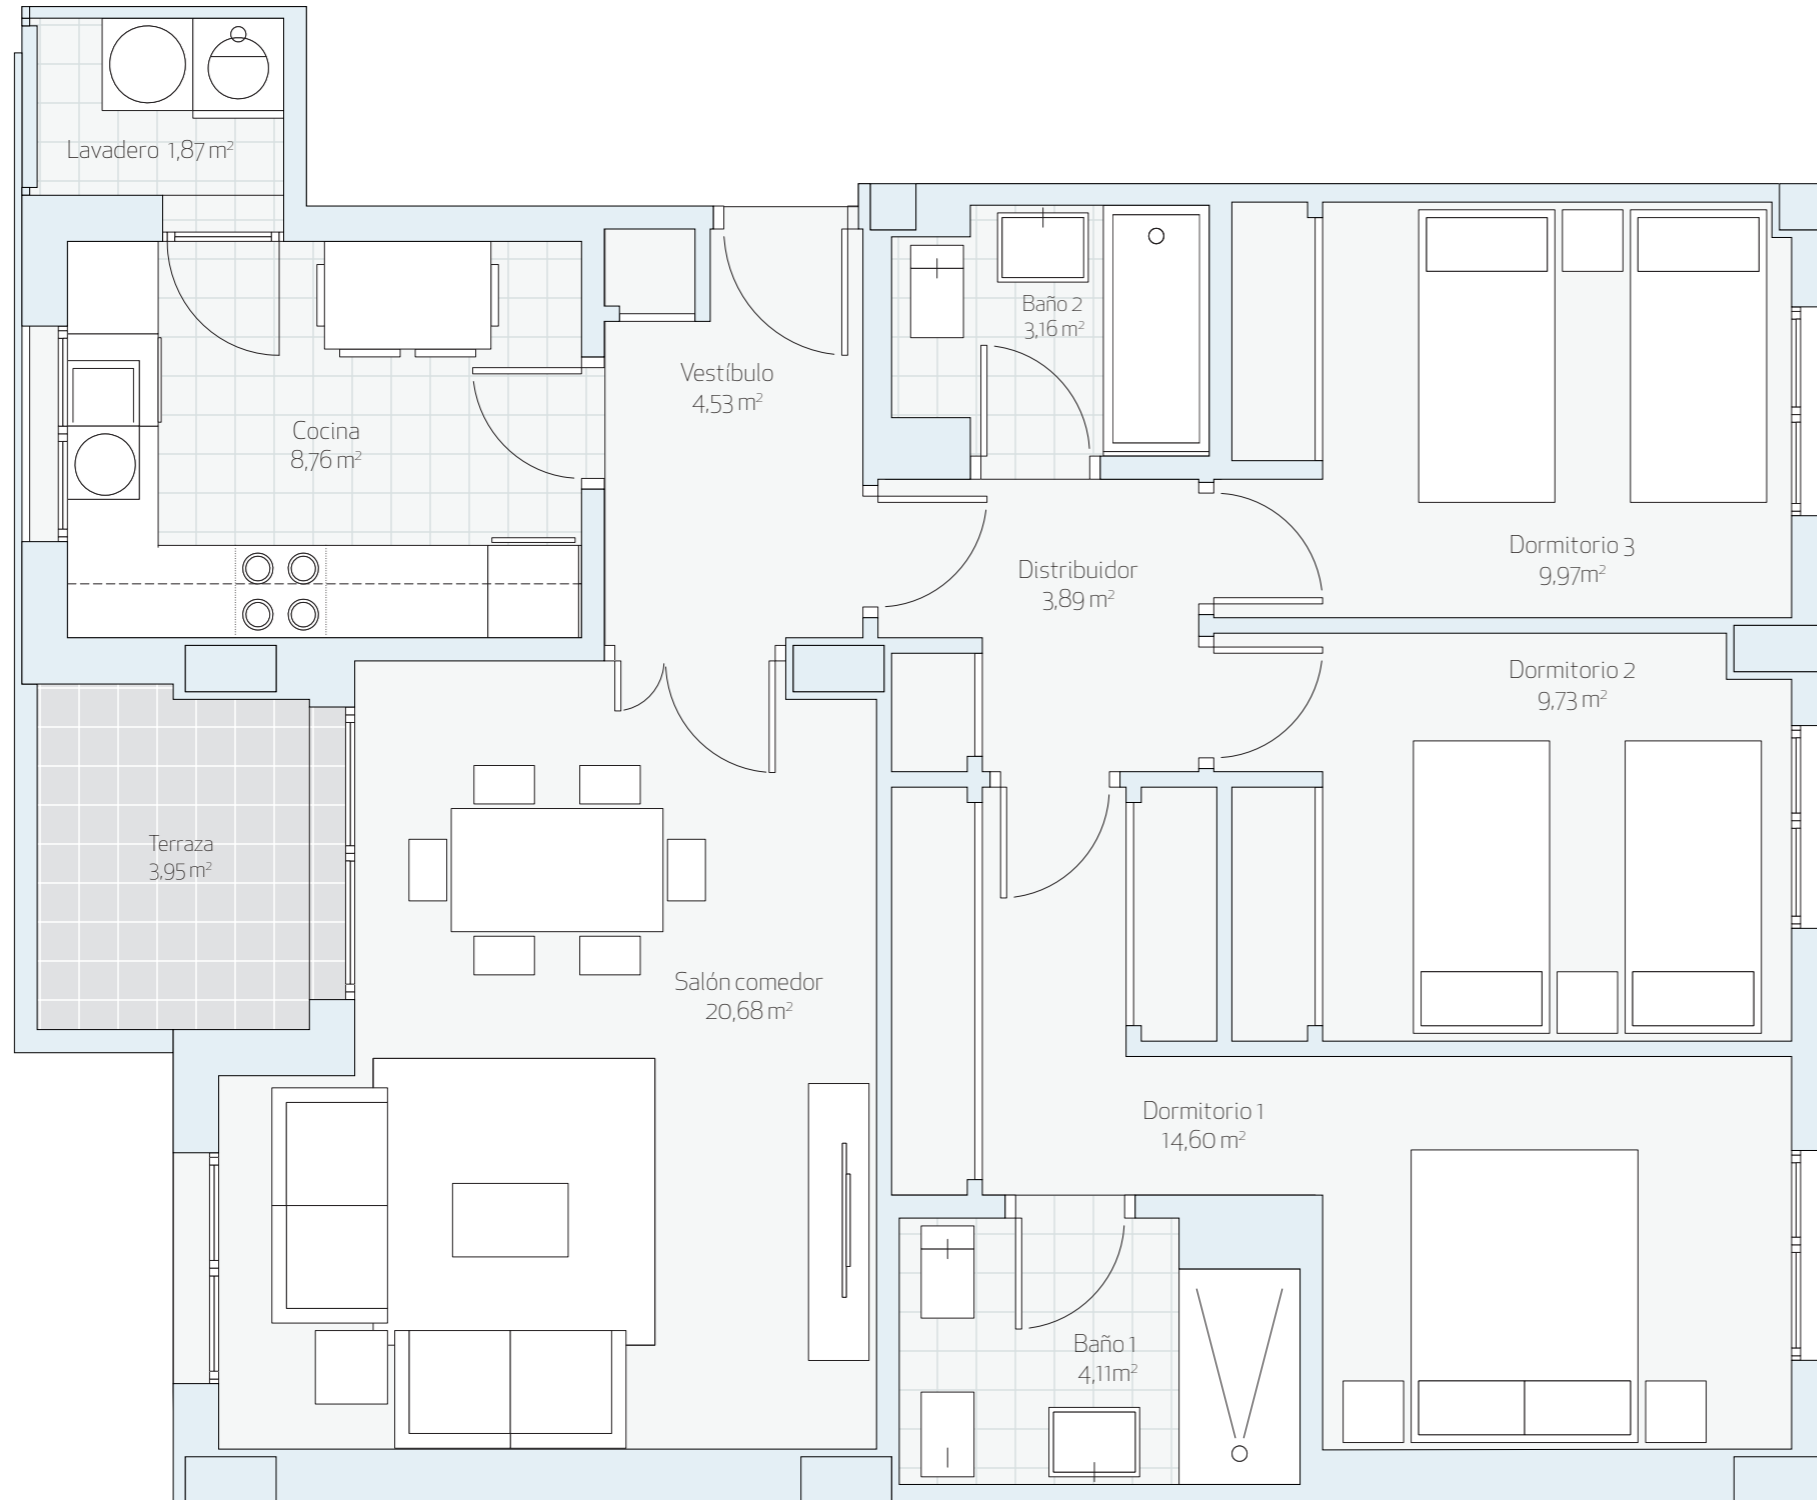 Lavadero 1,87 m²
Baño 2
3,16 m²
Vestíbulo
4,53 m²
Cocina
8,76 m²
Dormitorio 3
9,97m²
Distribuidor
3,89 m²
Dormitorio 2
9,73 m²
Terraza
3,95 m²
Salón comedor
20,68 m²
Dormitorio 1
14,60 m²
Baño 1
4,11m²